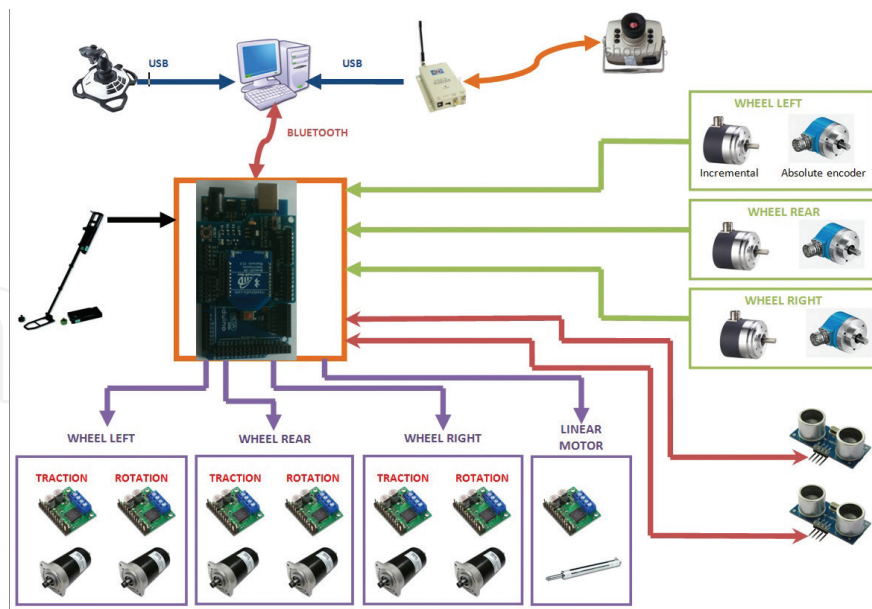 USB
USB
BLUETOOTH
WHEEL LEFT
Incremental
Absolute encoder
WHEEL REAR
WHEEL RIGHT
WHEEL LEFT
TRACTION
ROTATION
WHEEL REAR
TRACTION
ROTATION
WHEEL RIGHT
TRACTION
ROTATION
LINEAR
MOTOR